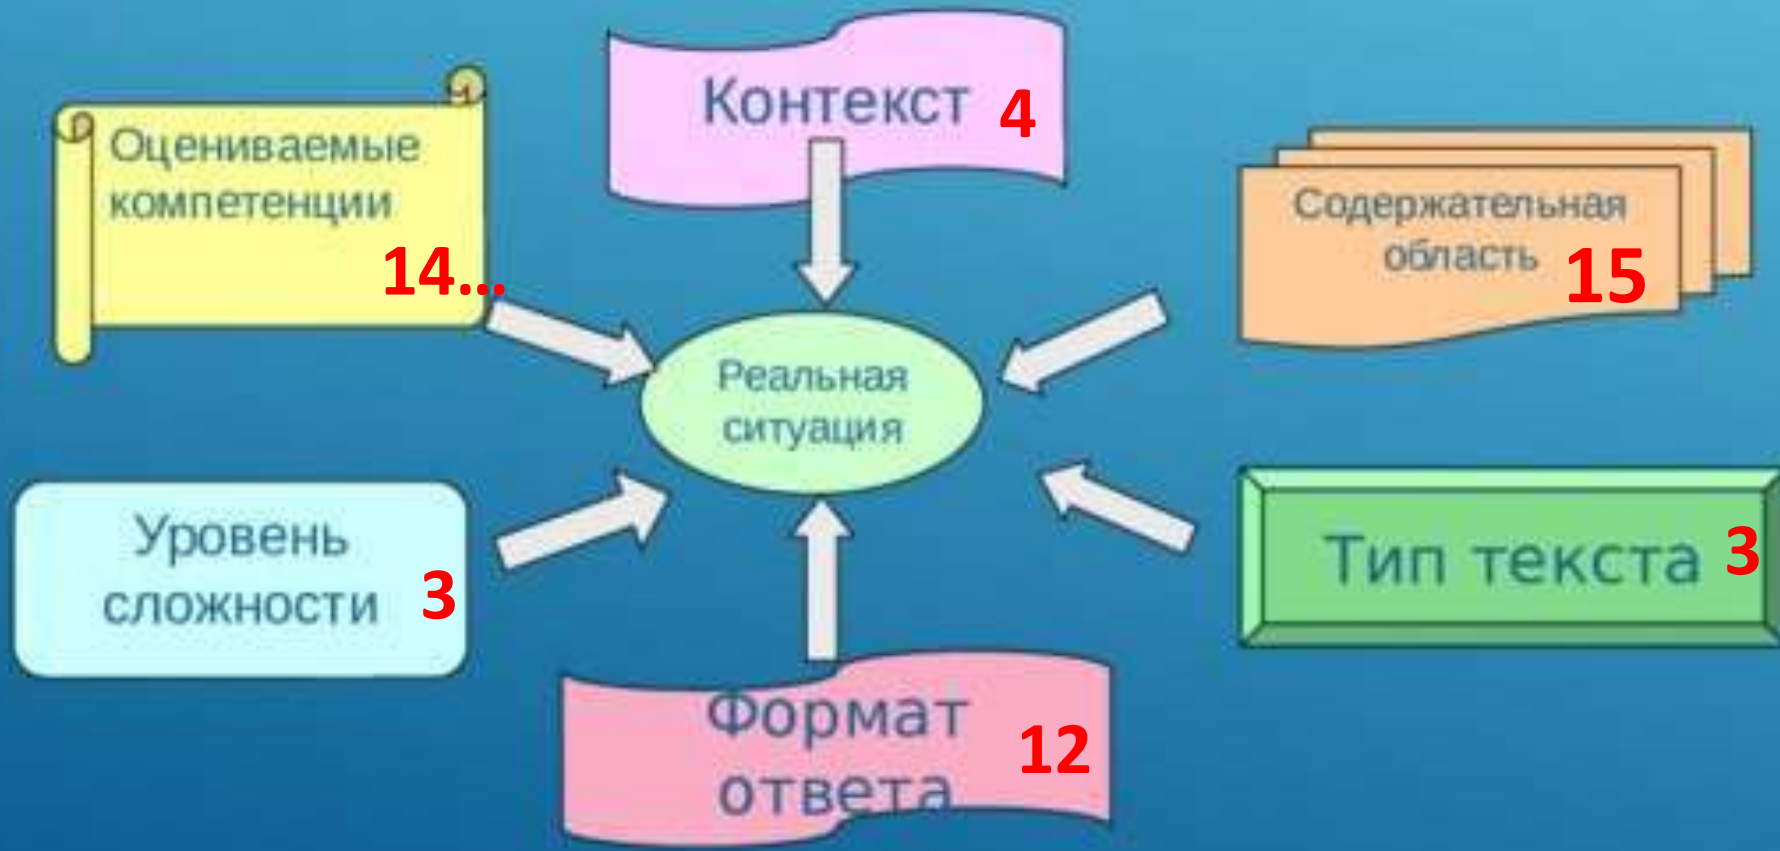 Контекст 4
Оцениваемые
компетенции
14...
Содержательная
область 15
Реальная
ситуация
Уровень
сложности 3
Тип текста 3
Формат
ответа 12